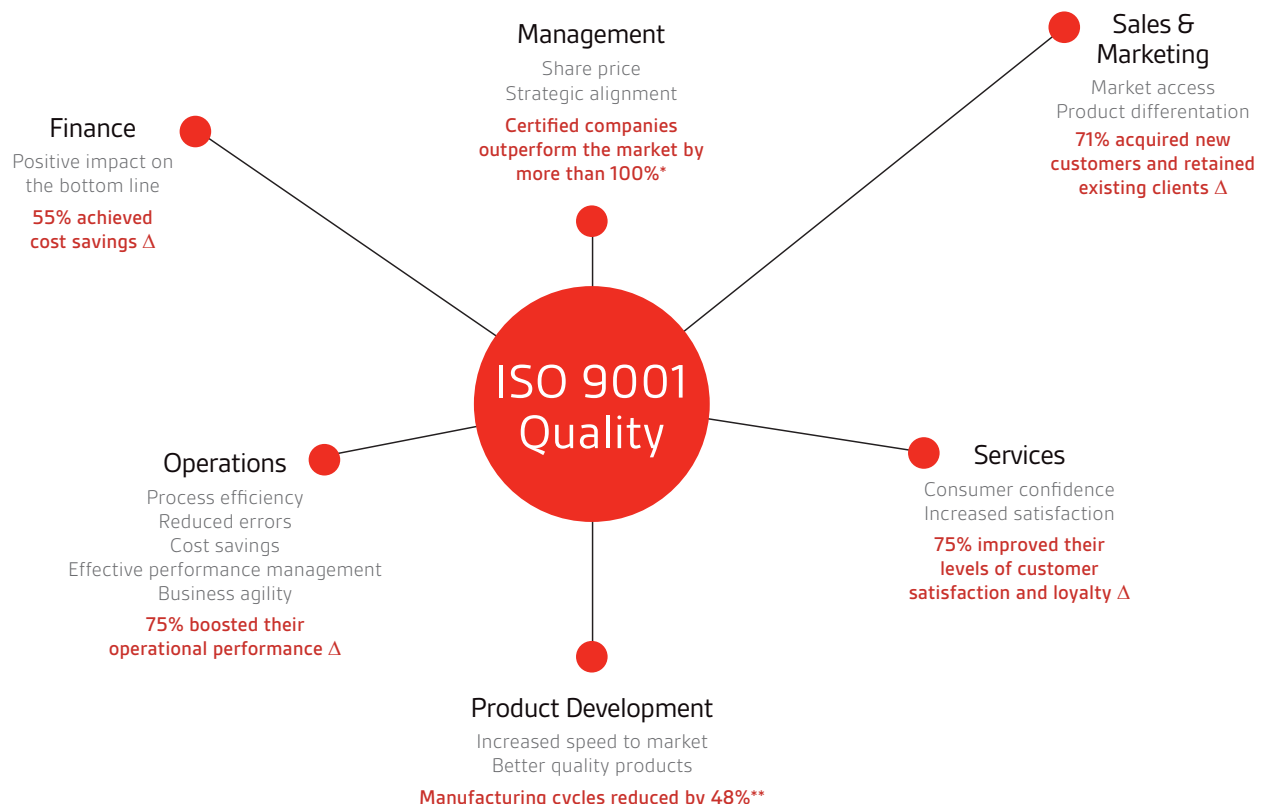 Management
Share price
Strategic alignment
Certified companies
outperform the market by
more than 100%*
Sales &
Marketing
Market access
Product differentation
71% acquired new
customers and retained
existing clients Δ
Finance
Positive impact on
the bottom line
55% achieved
cost savings Δ
ISO 9001
Quality
Operations
Process efficiency
Reduced errors
Cost savings
Effective performance management
Business agility
75% boosted their
operational performance Δ
Services
Consumer confidence
Increased satisfaction
75% improved their
levels of customer
satisfaction and loyalty Δ
Product Development
Increased speed to market
Better quality products
Manufacturing cycles reduced by 48%**